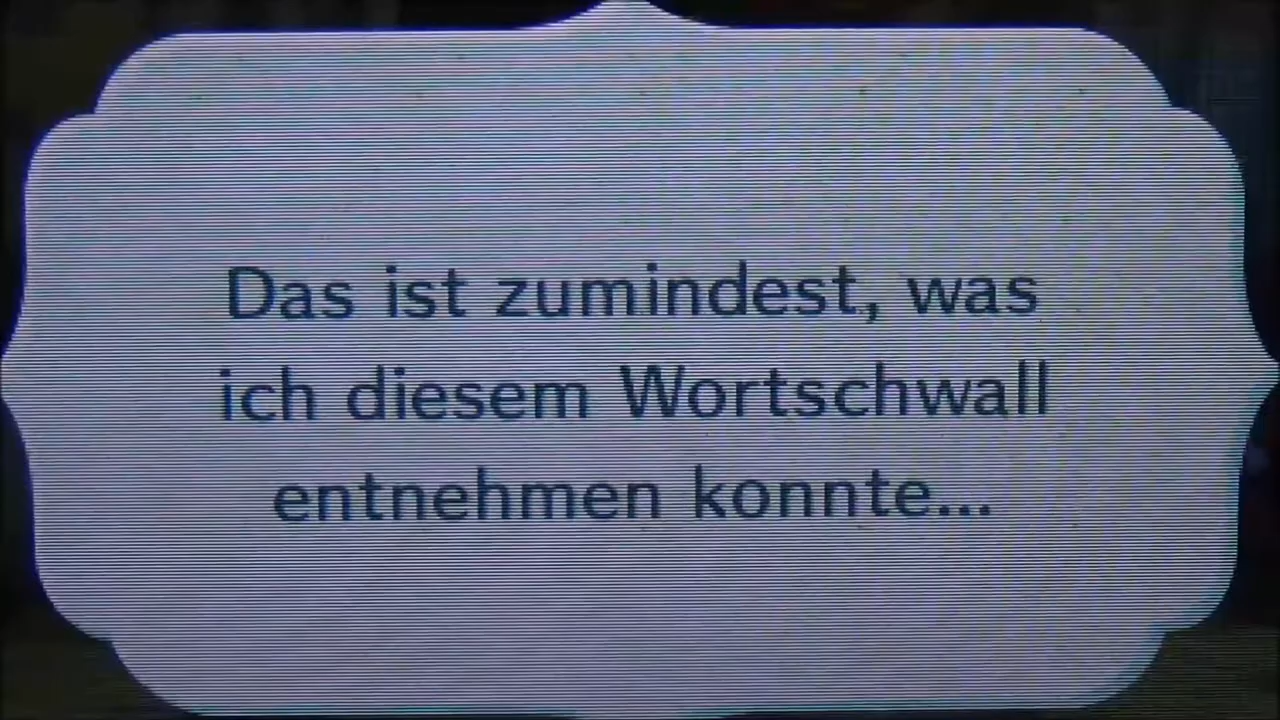 Das ist zumindest, was
ich diesem Wortschwall
entnehmen konnte...